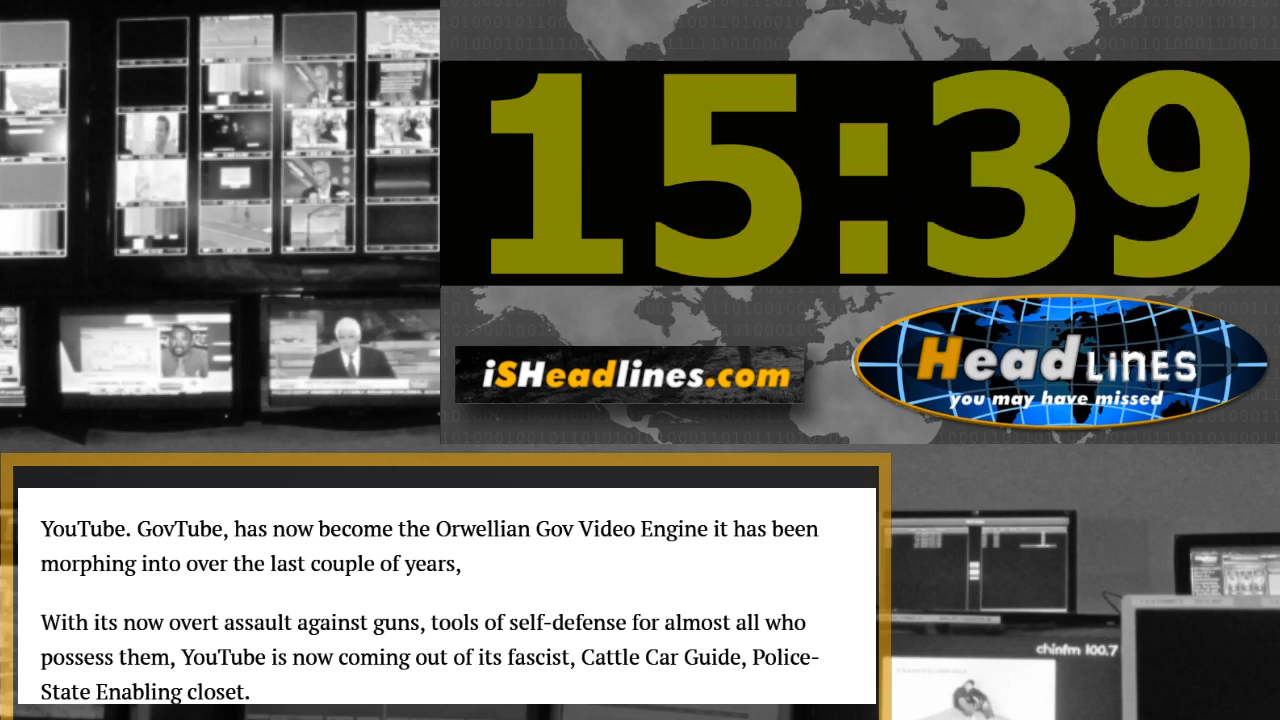 15:39
iSHeadlines.com
HeadLINES
you may have missed
YouTube. GovTube, has now become the Orwellian Gov Video Engine it has been
morphing into over the last couple of years,
With its now overt assault against guns, tools of self-defense for almost all who
possess them, YouTube is now coming out of its fascist, Cattle Car Guide, Police-
State Enabling closet.
chinfm 100.7